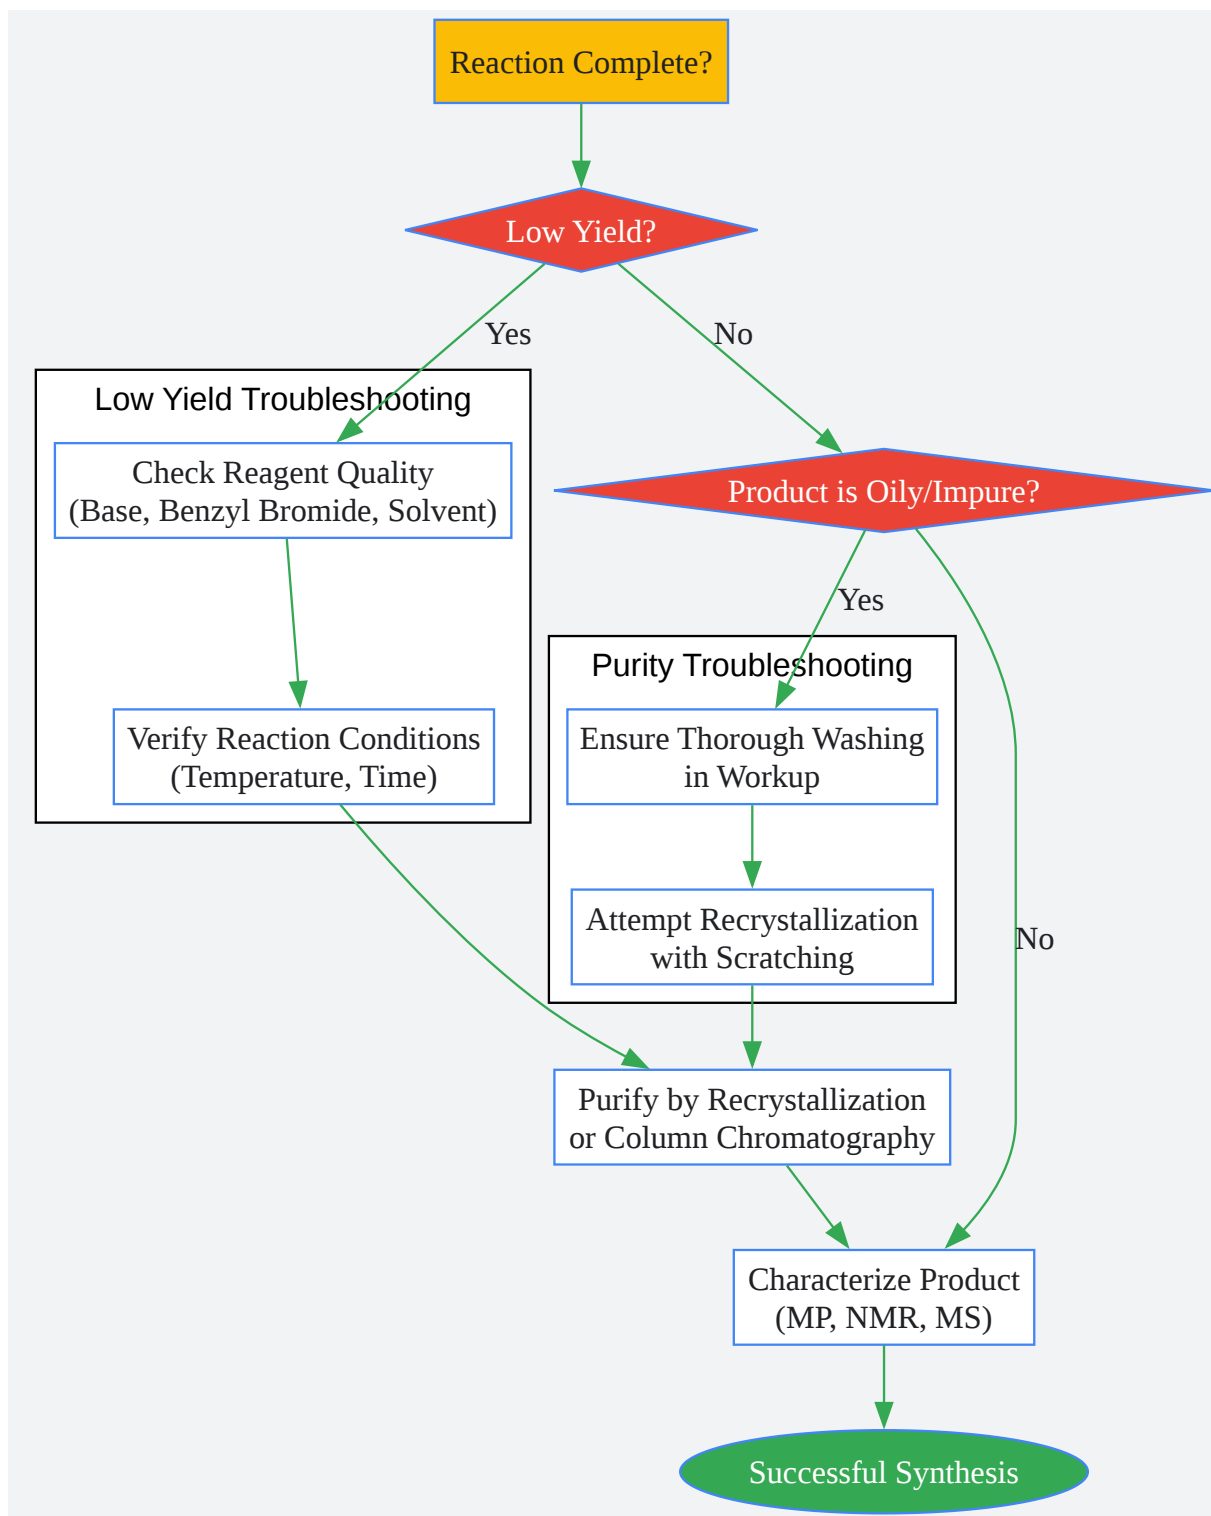 Reaction Complete?
Low Yield?
Yes
No
Low Yield Troubleshooting
Check Reagent Quality
(Base, Benzyl Bromide, Solvent)
Product is Oily/Impure?
Yes
Purity Troubleshooting
Verify Reaction Conditions
(Temperature, Time)
Ensure Thorough Washing
in Workup
Attempt Recrystallization
with Scratching
No
Purify by Recrystallization
or Column Chromatography
Characterize Product
(MP, NMR, MS)
Successful Synthesis